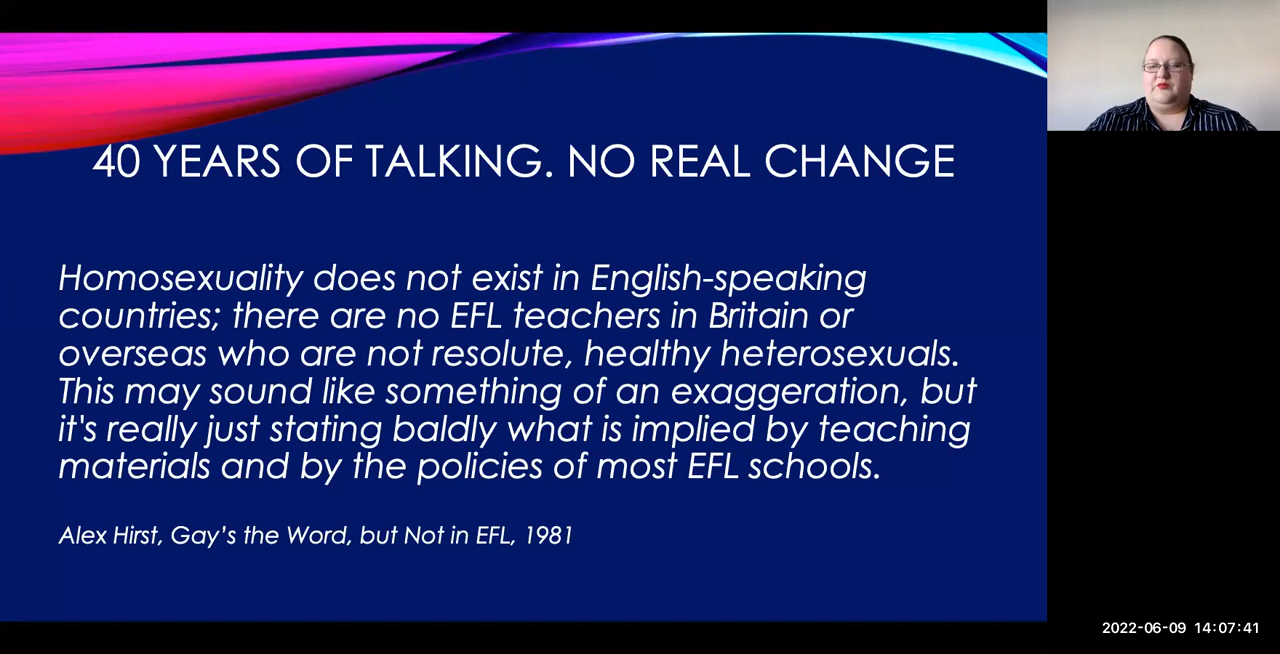 40 YEARS OF TALKING. NO REAL CHANGE
Homosexuality does not exist in English-speaking
countries; there are no EFL teachers in Britain or
overseas who are not resolute, healthy heterosexuals.
This may sound like something of an exaggeration, but
it's really just stating baldly what is implied by teaching
materials and by the policies of most EFL schools.
Alex Hirst, Gay’s the Word, but Not in EFL, 1981
2022-06-09 14:07:41